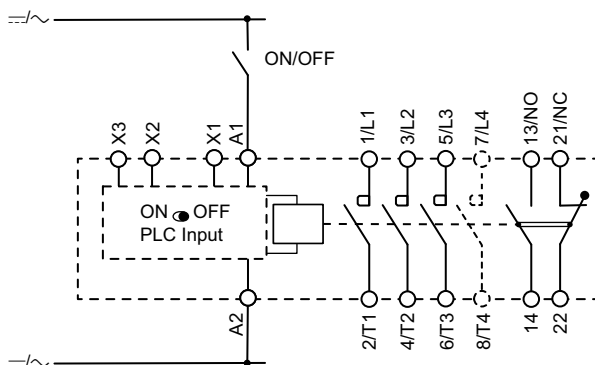 ON/OFF
X3
X2
X1
A1
1/L1
3/L2
5/L3
7/L4
13/NO
21/NC
ON OFF
PLC Input
A2
2/T1
4/T2
6/T3
8/T4
14
22